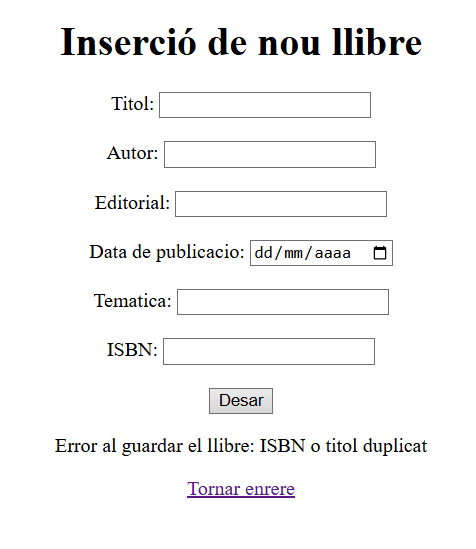 Inserció de nou llibre
Titol:
Autor:
Editorial:
Data de publicacio: dd/mm/aaaa
Tematica:
ISBN:
Desar
Error al guardar el llibre: ISBN o titol duplicat
Tornar enrere